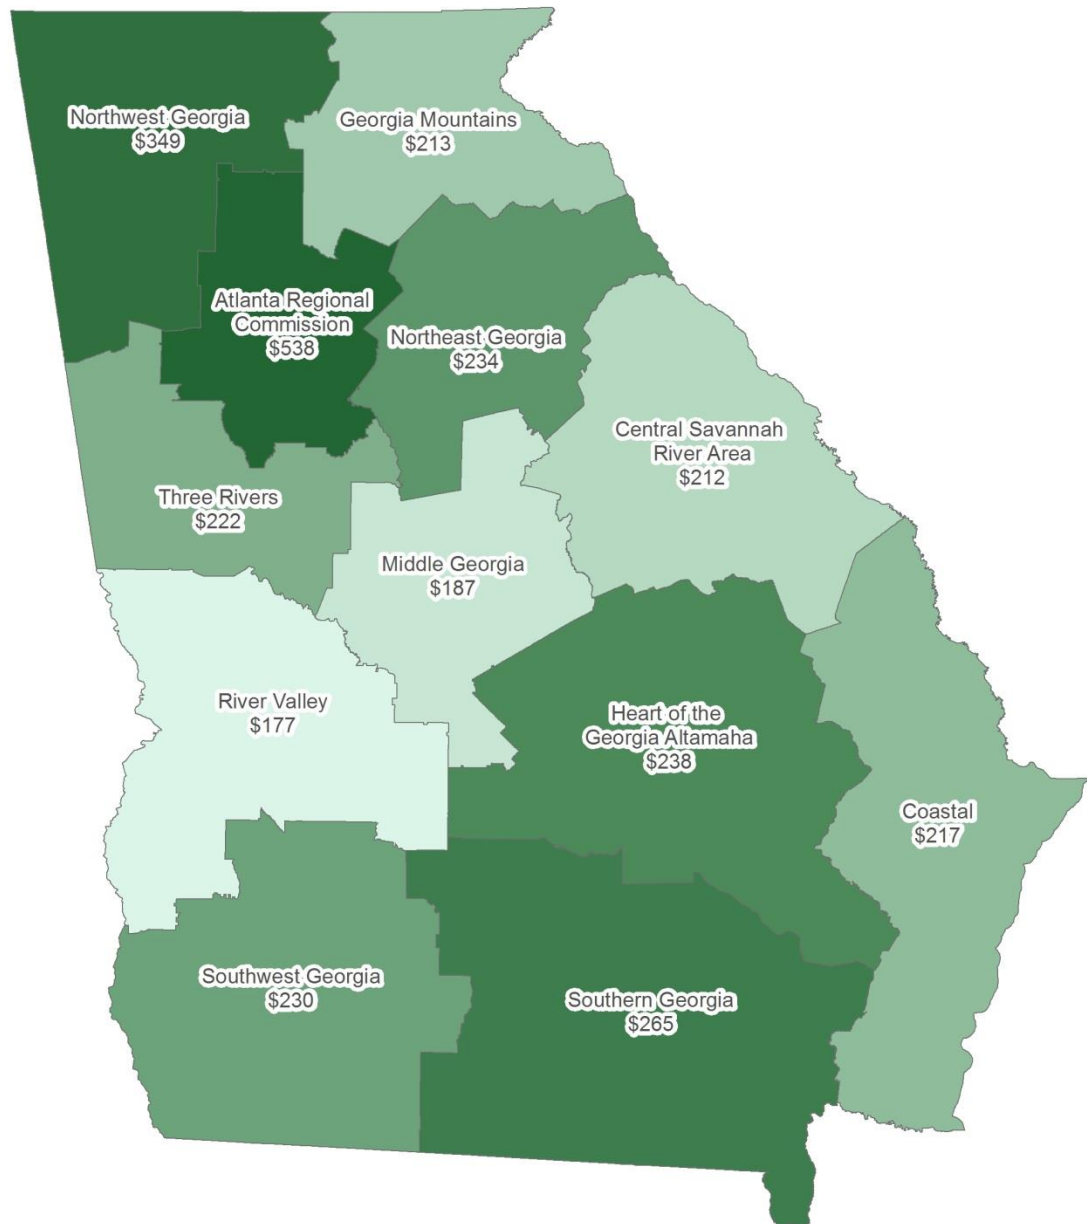 Northwest Georgia
$349
Georgia Mountains
$213
Atlanta Regional
Commission
$538
Northeast Georgia
$234
Central Savannah
River Area
$212
Three Rivers
$222
Middle Georgia
$187
River Valley
$177
Heart of the
Georgia Altamaha
$238
Coastal
$217
Southwest Georgia
$230
Southern Georgia
$265